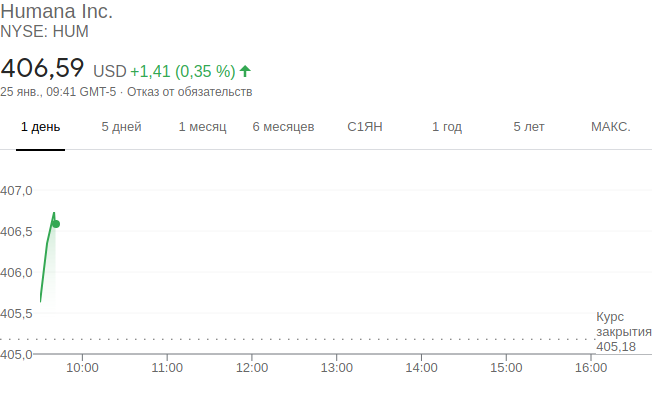 Humana Inc.
NYSE: HUM
406,59 USD +1,41 (0,35 %)
25 янв., 09:41 GMT-5 · Отказ от обязательств
1 день 5 дней 1 месяц 6 месяцев С1ЯН 1 год 5 лет МАКС.
407,0
406,5
406,0
405,5
Курс
закрытия
405,18
405,0
10:00 11:00 12:00 13:00 14:00 15:00 16:00